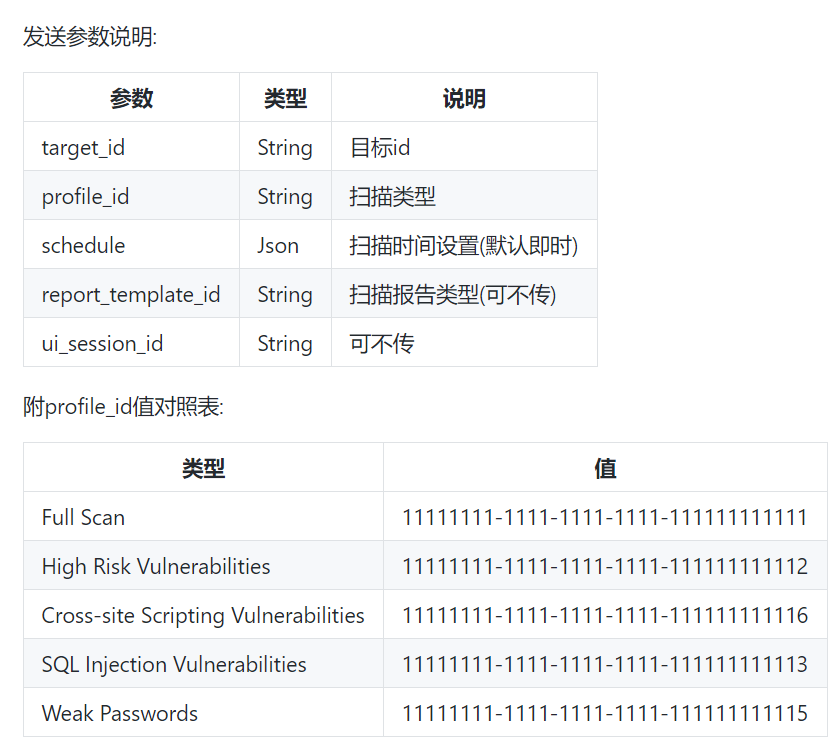 发送参数说明:
参数 类型 说明
target_id String 目标id
profile_id String 扫描类型
schedule Json 扫描时间设置(默认即时)
report_template_id String 扫描报告类型(可不传)
ui_session_id String 可不传
附profile_id值对照表:
类型 值
Full Scan 11111111-1111-1111-1111-111111111111
High Risk Vulnerabilities 11111111-1111-1111-1111-111111111112
Cross-site Scripting Vulnerabilities 11111111-1111-1111-1111-111111111116
SQL Injection Vulnerabilities 11111111-1111-1111-1111-111111111113
Weak Passwords 11111111-1111-1111-1111-111111111115